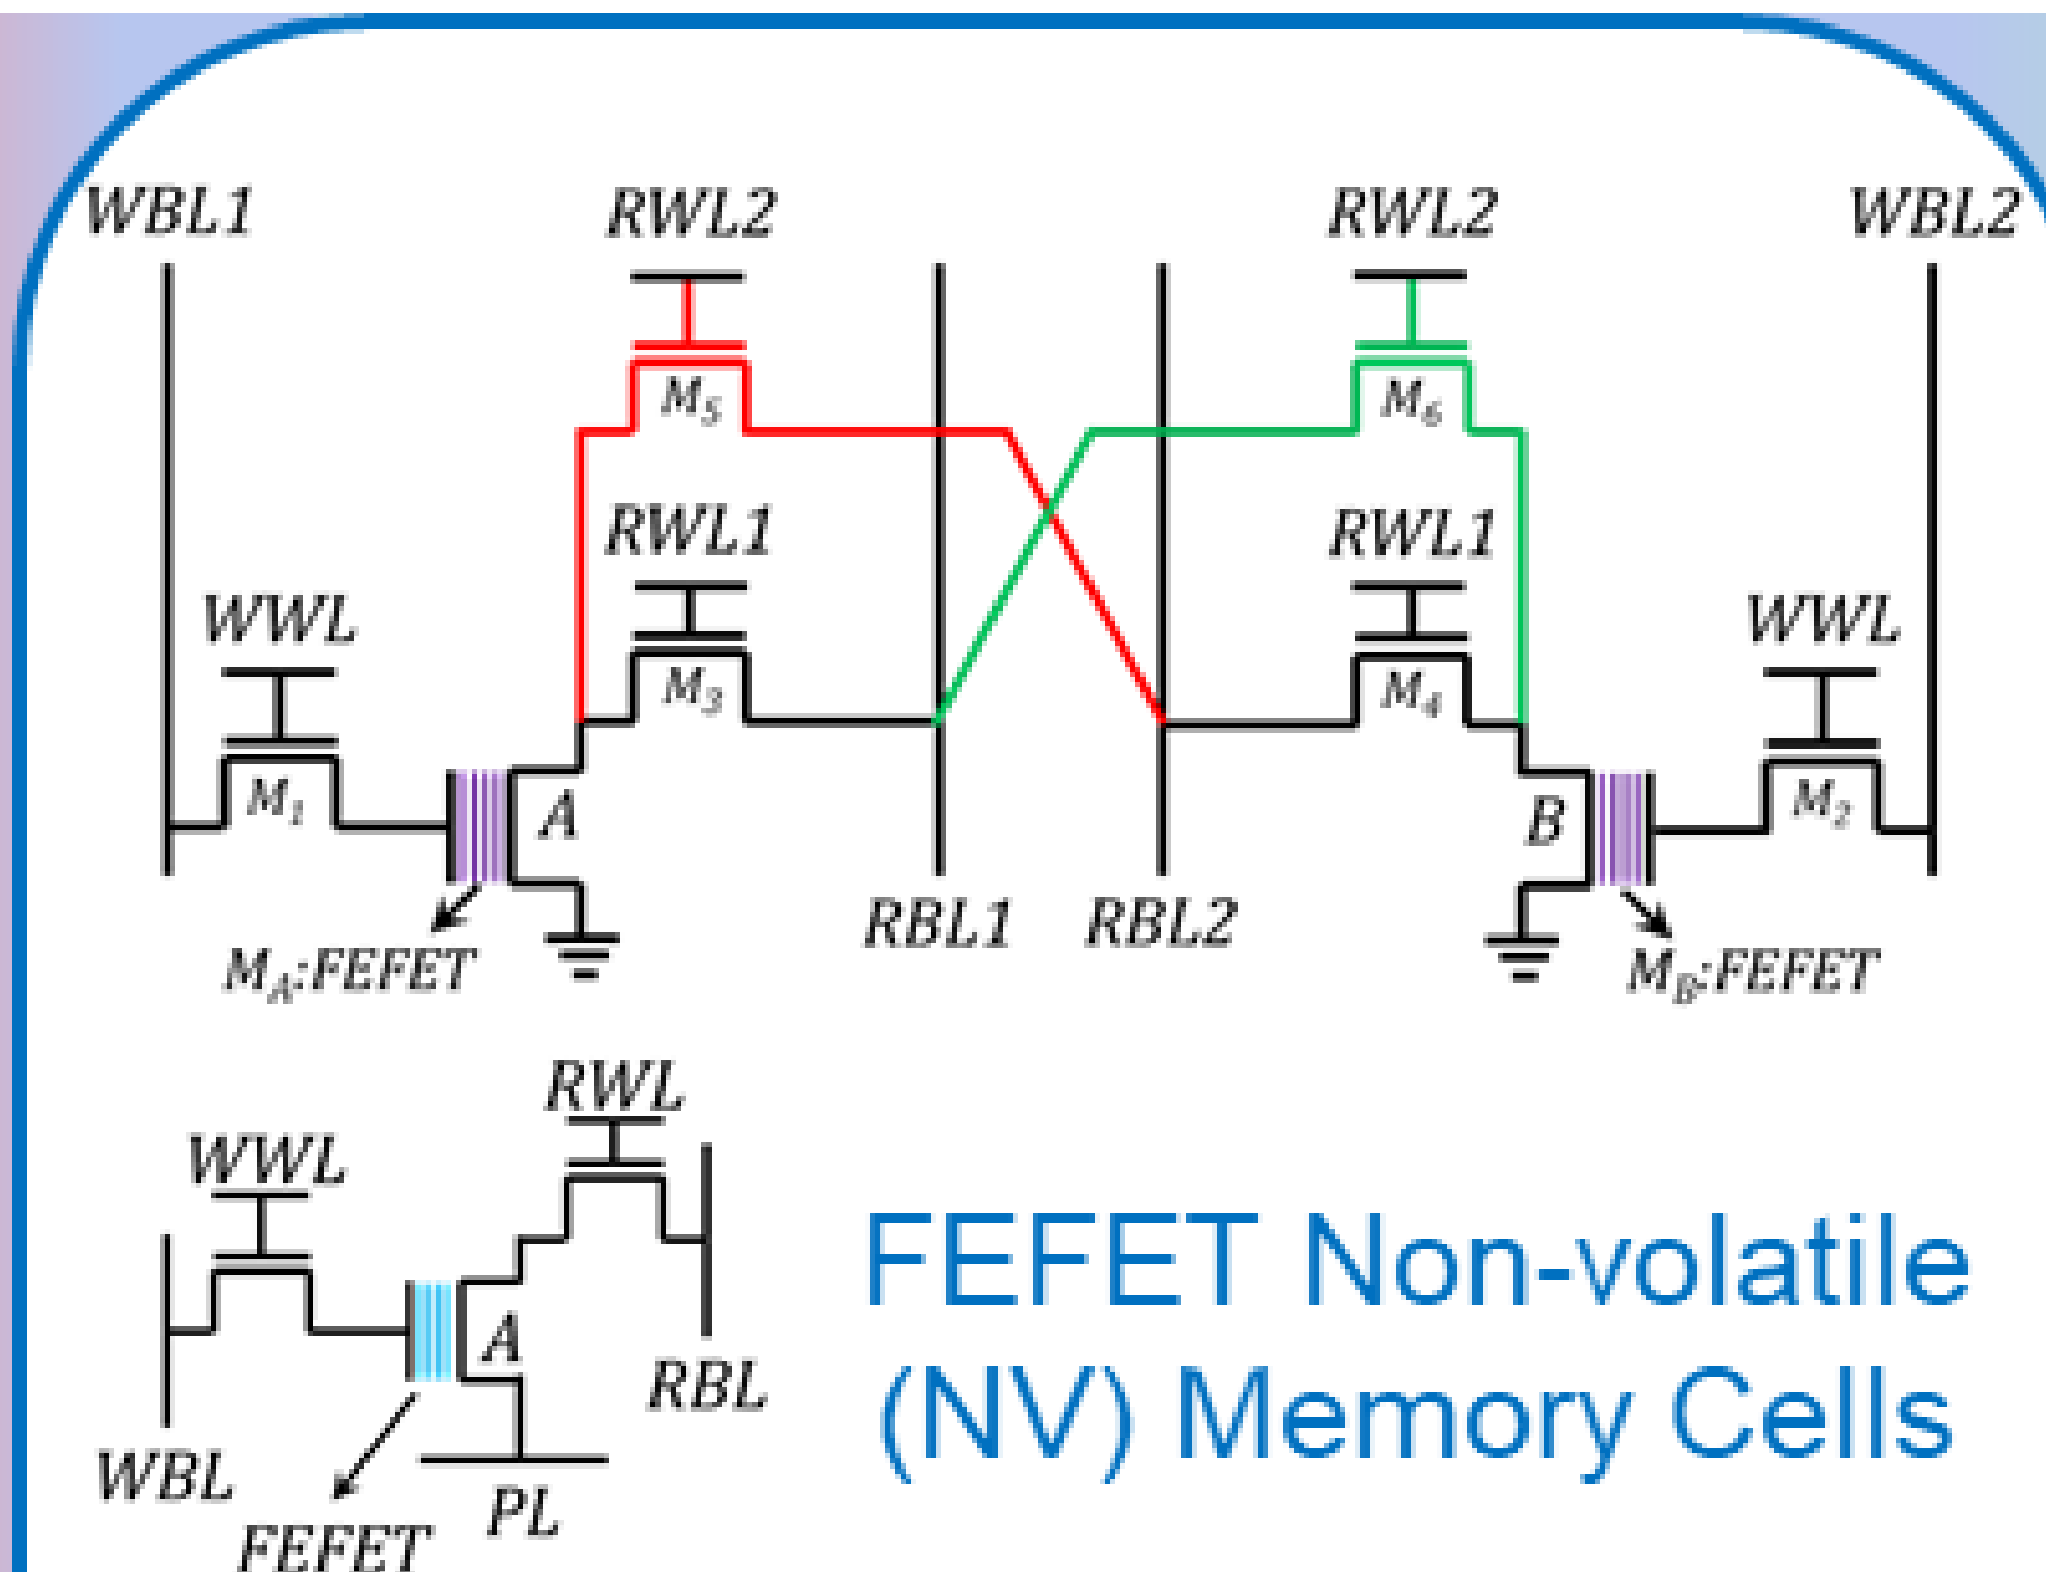 WBL1 RWL2 RWL2 WBL2
M5 M6
RWL1 RWL1
WWL WWL
M3 M4
M1 A B M2
RBL1 RBL2
MA:FEFET MB:FEFET
RWL
WWL
A
RBL
WBL
PL
FEFET
FEFET Non-volatile
(NV) Memory Cells